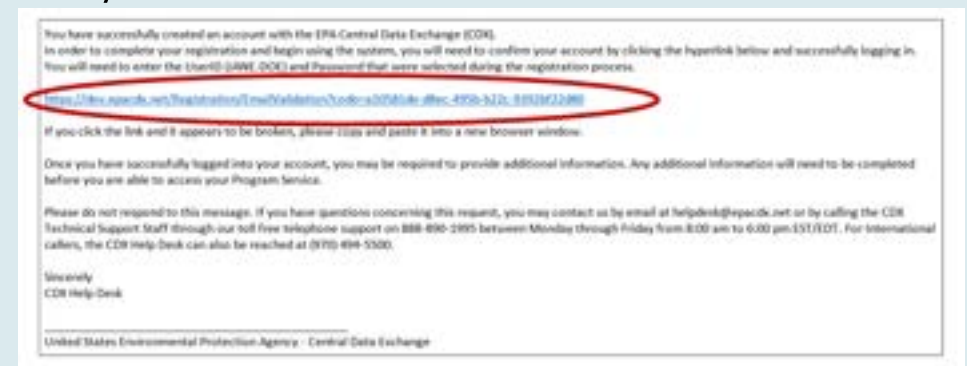 You have successfully created an account with the EPA Central Data Exchange (CDX).
In order to complete your registration and begin using the system, you will need to confirm your account by clicking the hyperlink below and successfully logging in.
You will need to enter the UserID (JANE.DOE) and Password that were selected during the registration process.
If you click the link and it appears to be broken, please copy and paste it into a new browser window.
Once you have successfully logged into your account, you may be required to provide additional information. Any additional information will need to be completed
before you are able to access your Program Service.
Please do not respond to this message. If you have questions concerning this request, you may contact us by email at helpdesk@epacdx.net or by calling the CDX
Technical Support Staff through our toll free telephone support on 888-890-1995 between Monday through Friday from 8:00 am to 6:00 pm EST/EDT. For International
callers, the CDX Help Desk can also be reached at (970) 494-5500.
Sincerely
CDX Help Desk
United States Environmental Protection Agency - Central Data Exchange